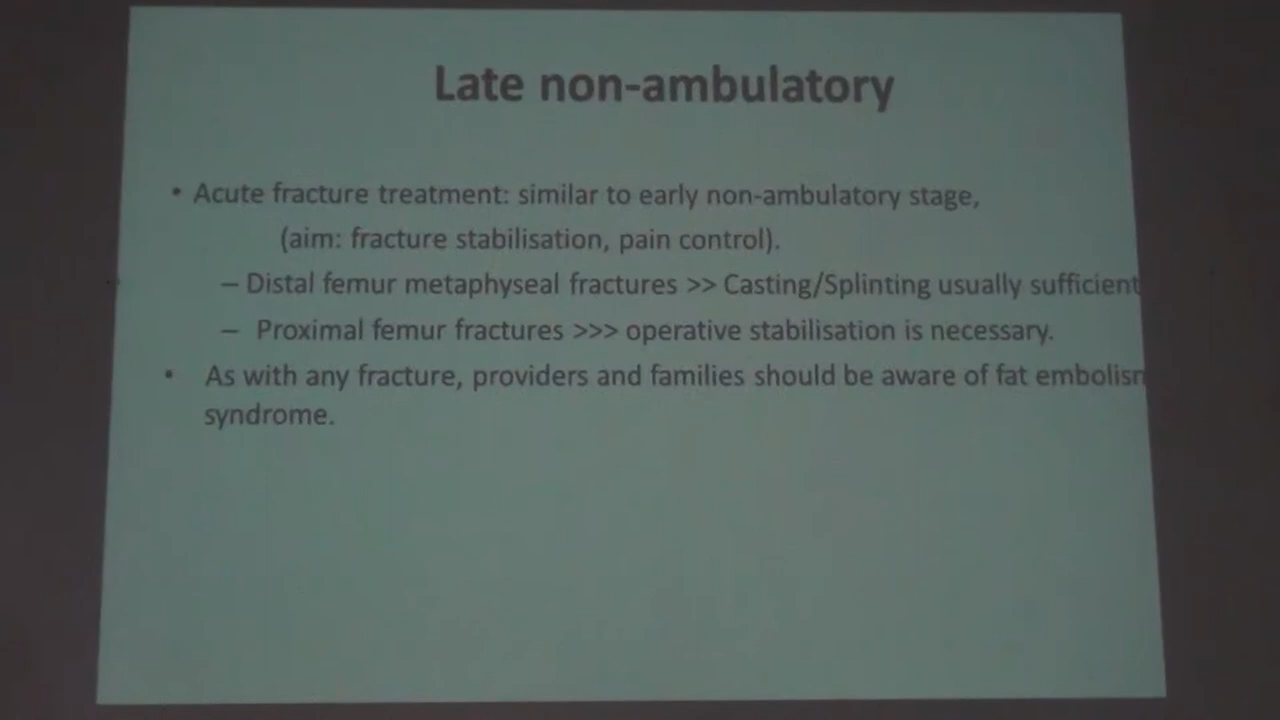 Late non-ambulatory
• Acute fracture treatment: similar to early non-ambulatory stage,
(aim: fracture stabilisation, pain control).
– Distal femur metaphyseal fractures >> Casting/Splinting usually sufficient
– Proximal femur fractures >>> operative stabilisation is necessary.
• As with any fracture, providers and families should be aware of fat embolism
syndrome.